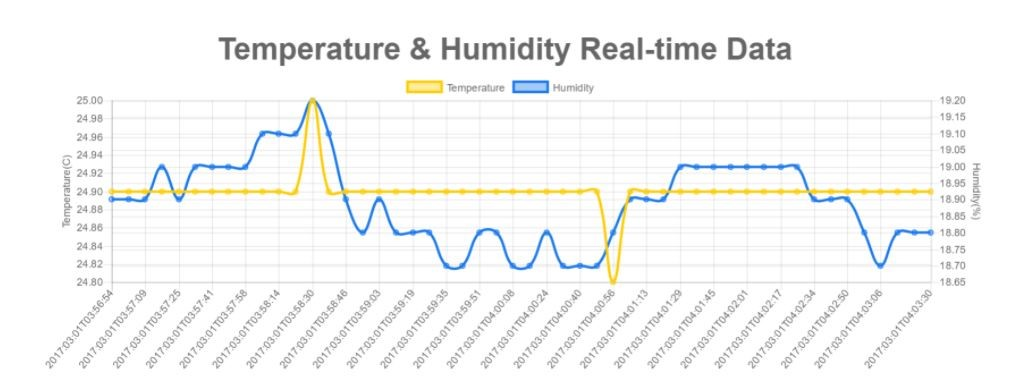 Temperature & Humidity Real-time Data
Temperature Humidity
Temperature(C)
25.00
24.98
24.96
24.94
24.92
24.90
24.88
24.86
24.84
24.82
24.80
Humidity(%)
19.20
19.15
19.10
19.05
19.00
18.95
18.90
18.85
18.80
18.75
18.70
18.65
2017:03:01T03:56:54
2017:03:01T03:57:09
2017:03:01T03:57:25
2017:03:01T03:57:41
2017:03:01T03:57:58
2017:03:01T03:58:14
2017:03:01T03:58:30
2017:03:01T03:58:46
2017:03:01T03:59:03
2017:03:01T03:59:19
2017:03:01T03:59:35
2017:03:01T03:59:51
2017:03:01T04:00:08
2017:03:01T04:00:24
2017:03:01T04:00:40
2017:03:01T04:00:56
2017:03:01T04:01:13
2017:03:01T04:01:29
2017:03:01T04:01:45
2017:03:01T04:02:01
2017:03:01T04:02:17
2017:03:01T04:02:34
2017:03:01T04:02:50
2017:03:01T04:03:06
2017:03:01T04:03:30